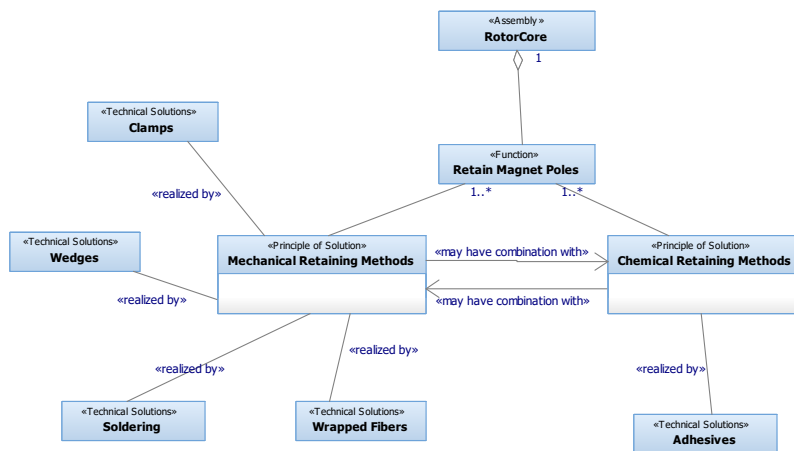 «Assembly»
RotorCore
1
«Technical Solutions»
Clamps
«Function»
Retain Magnet Poles
1..*
1..*
«realized by»
«Technical Solutions»
Wedges
«Principle of Solution»
Mechanical Retaining Methods
«may have combination with»
«Principle of Solution»
Chemical Retaining Methods
«realized by»
«may have combination with»
«realized by»
«realized by»
«realized by»
«Technical Solutions»
Soldering
«Technical Solutions»
Wrapped Fibers
«Technical Solutions»
Adhesives